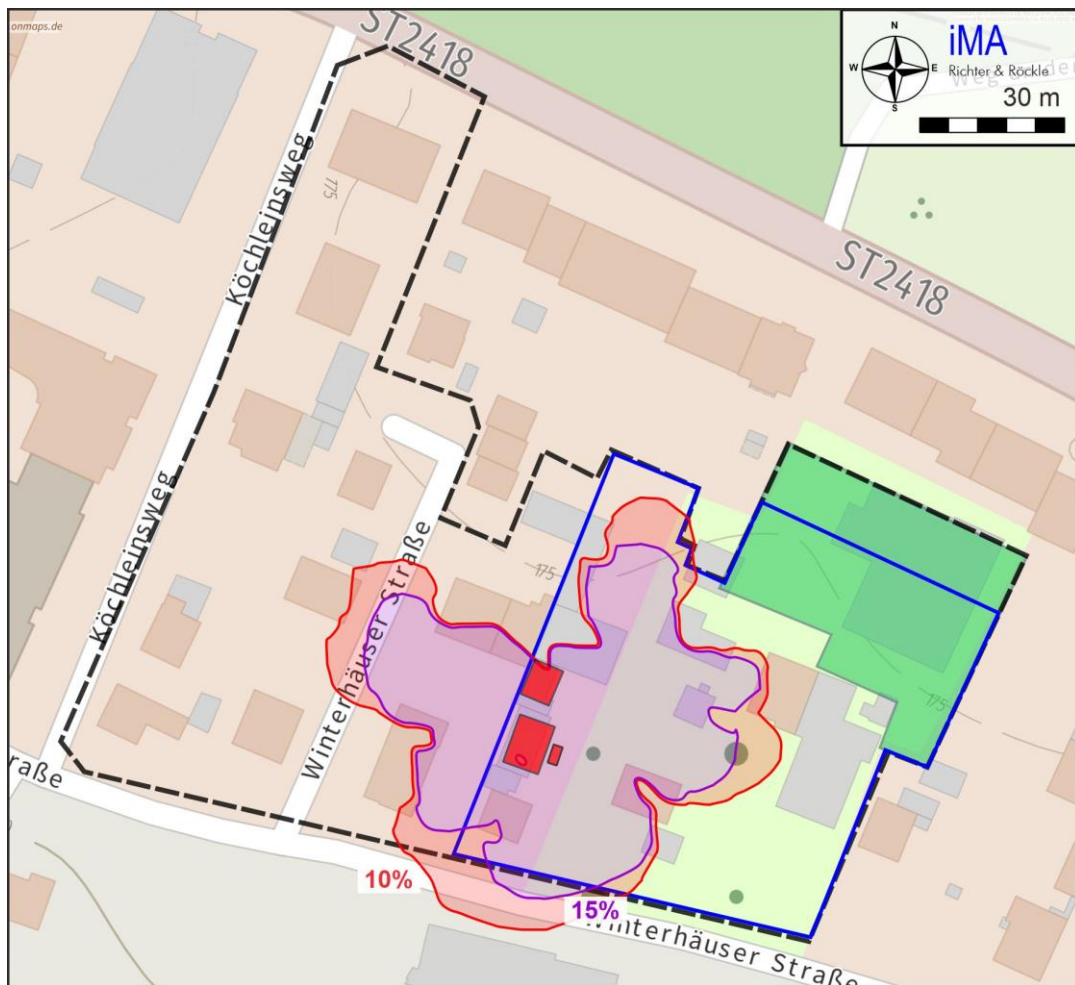 onmaps.de
ST2418
N
W
E
S
iMA
Richter & Röckle
30 m
Köchleinsweg
175
ST2418
Köchleinsweg
Winterhäuser Straße
175
175
raße
10%
15%
Winterhäuser Straße